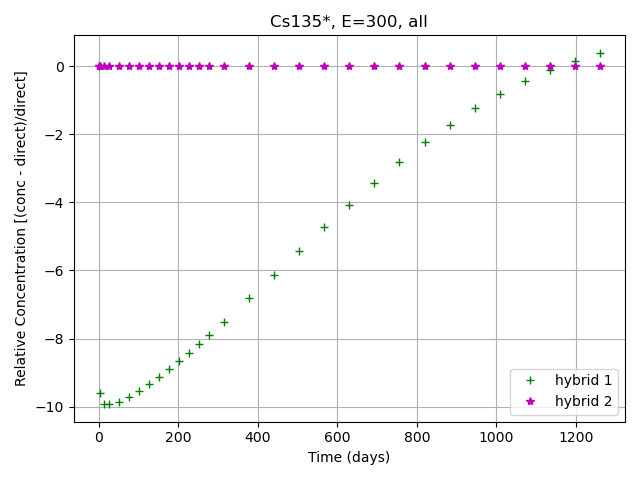 Cs135*, E=300, all
Relative Concentration [(conc - direct)/direct]
0
−2
−4
−6
−8
−10
0 200 400 600 800 1000 1200
Time (days)
hybrid 1
hybrid 2